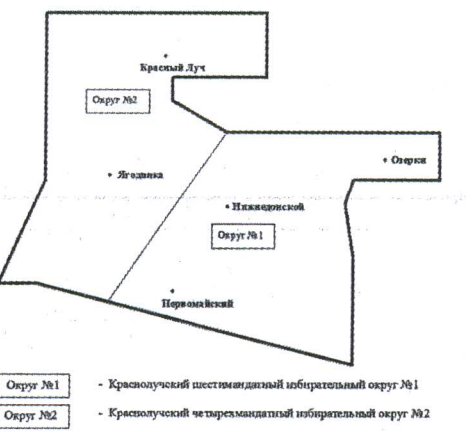 Красный Луч
Округ №2
Озерки
Ягодинка
Нижнедонской
Округ №1
Первомайский
Округ №1 - Краснолучский шестимандатный избирательный округ №1
Округ №2 - Краснолучский четырехмандатный избирательный округ №2